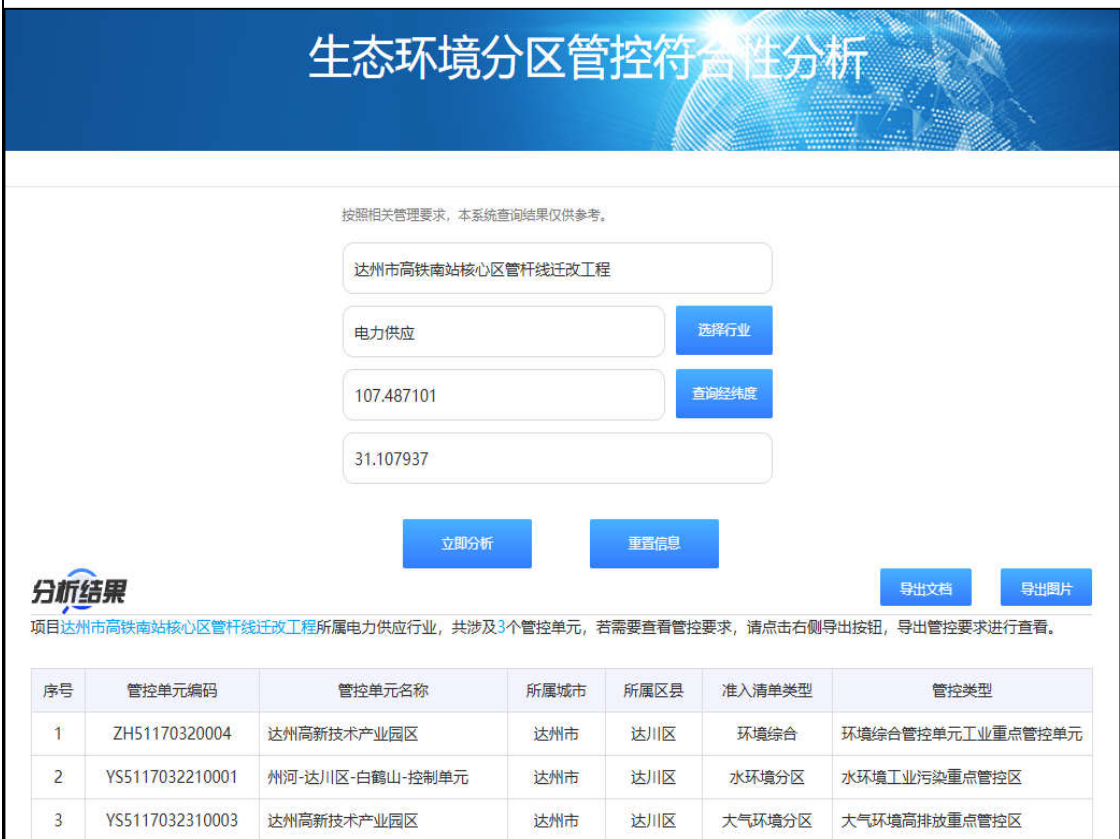 生态环境分区管控符合性分析
按照相关管理要求，本系统查询结果仅供参考。
达州市高铁南站核心区管杆线迁改工程
电力供应 选择行业
107.487101 查询经纬度
31.107937
立即分析 重置信息
分析结果 导出文档 导出图片
项目达州市高铁南站核心区管杆线迁改工程所属电力供应行业，共涉及3个管控单元，若需要查看管控要求，请点击右侧导出按钮，导出管控要求进行查看。
序号 管控单元编码 管控单元名称 所属城市 所属区县 准入清单类型 管控类型
1 ZH51170320004 达州高新技术产业园区 达州市 达川区 环境综合 环境综合管控单元工业重点管控单元
2 YS5117032210001 州河-达川区-白鹤山-控制单元 达州市 达川区 水环境分区 水环境工业污染重点管控区
3 YS5117032310003 达州高新技术产业园区 达州市 达川区 大气环境分区 大气环境高排放重点管控区